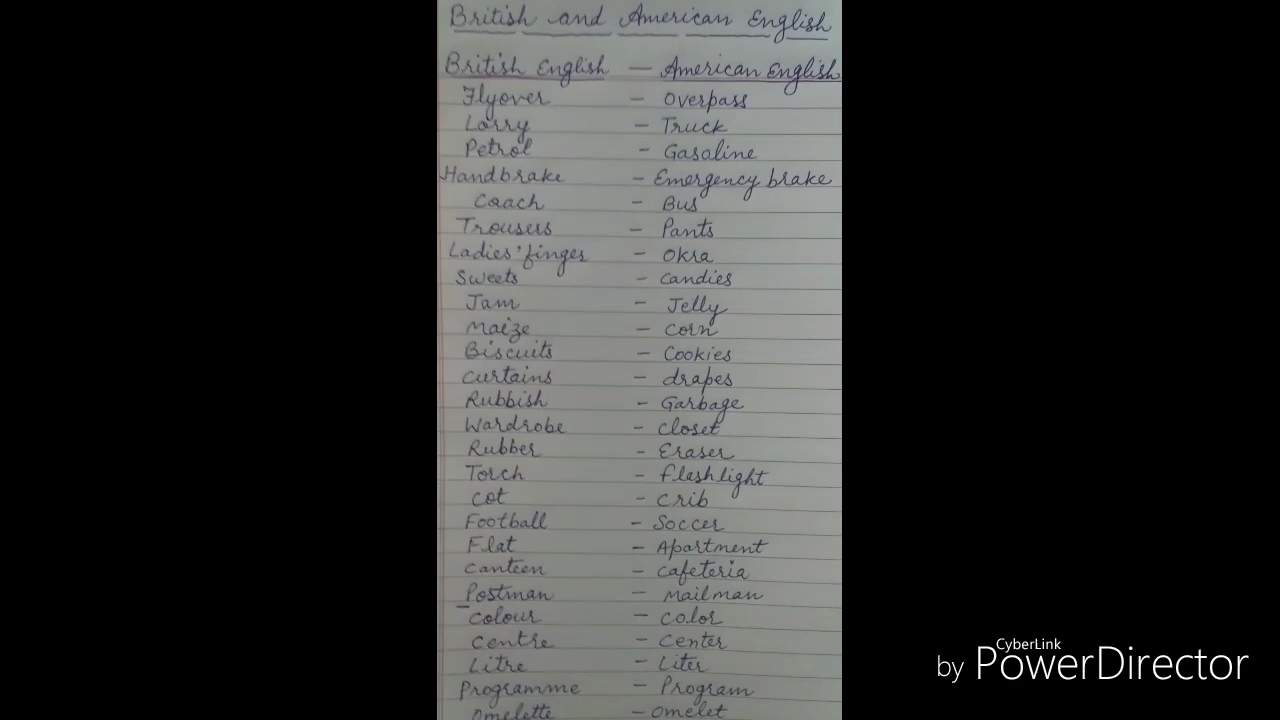 British and American English
British English — American English
Flyover — Overpass
Lorry — Truck
Petrol — Gasoline
Handbrake — Emergency brake
Coach — Bus
Trousers — Pants
Ladies' finger — Okra
Sweets — candies
Jam — Jelly
Maize — corn
Biscuits — Cookies
curtains — drapes
Rubbish — Garbage
Wardrobe — closet
Rubber — Eraser
Torch — flashlight
cot — crib
Football — Soccer
Flat — Apartment
canteen — cafeteria
Postman — Mailman
colour — color
centre — center
Litre — Liter
Programme — Program
omelette — omelet
CyberLink
by PowerDirector